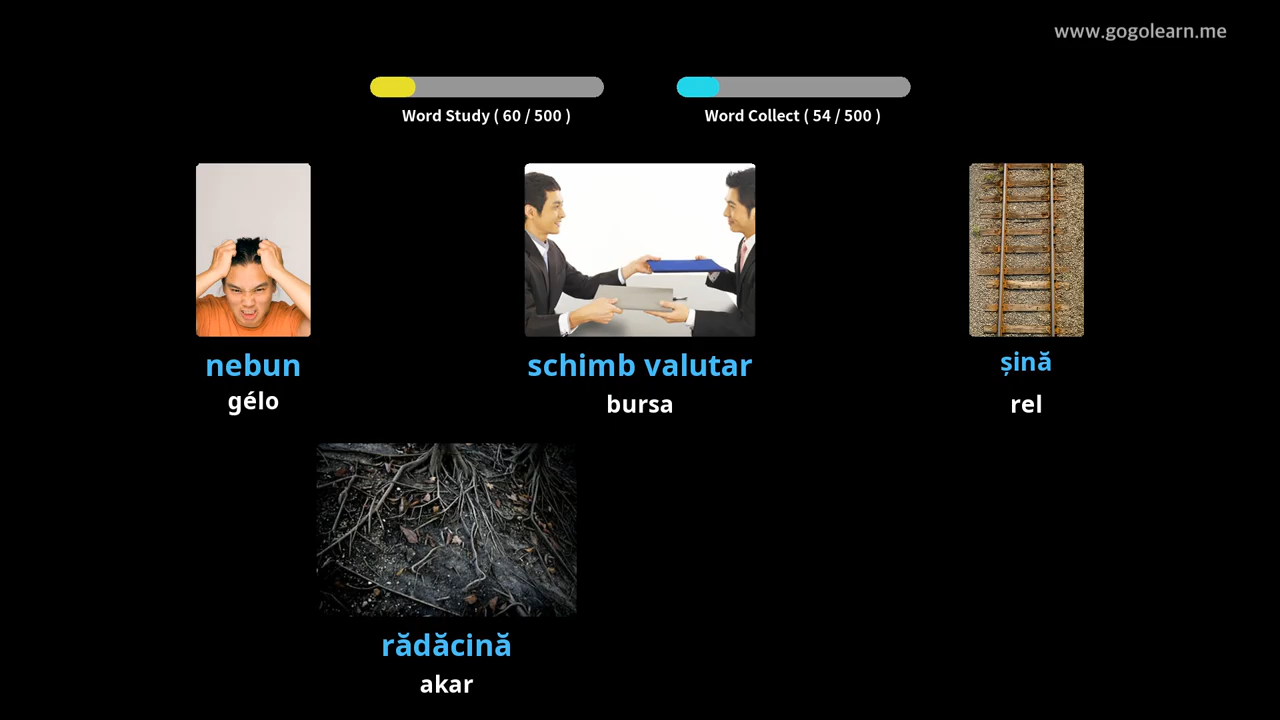 www.gogolearn.me
Word Study ( 60 / 500 )
Word Collect ( 54 / 500 )
nebun
gélo
schimb valutar
bursa
șină
rel
rădăcină
akar